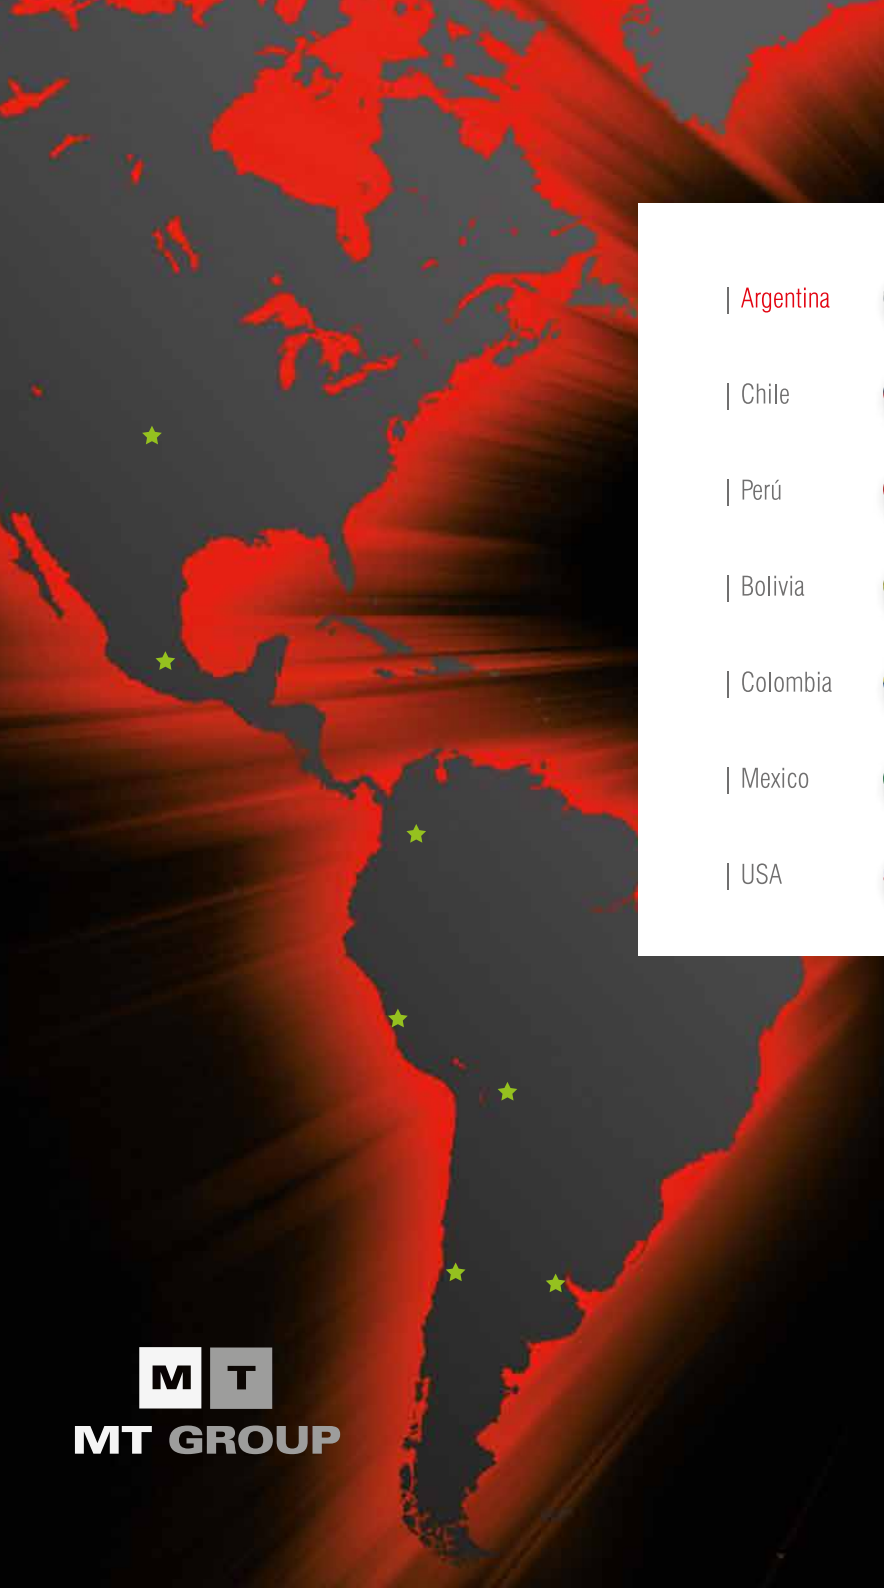 | Argentina
| Chile
| Perú
| Bolivia
| Colombia
| Mexico
| USA
M T
MT GROUP